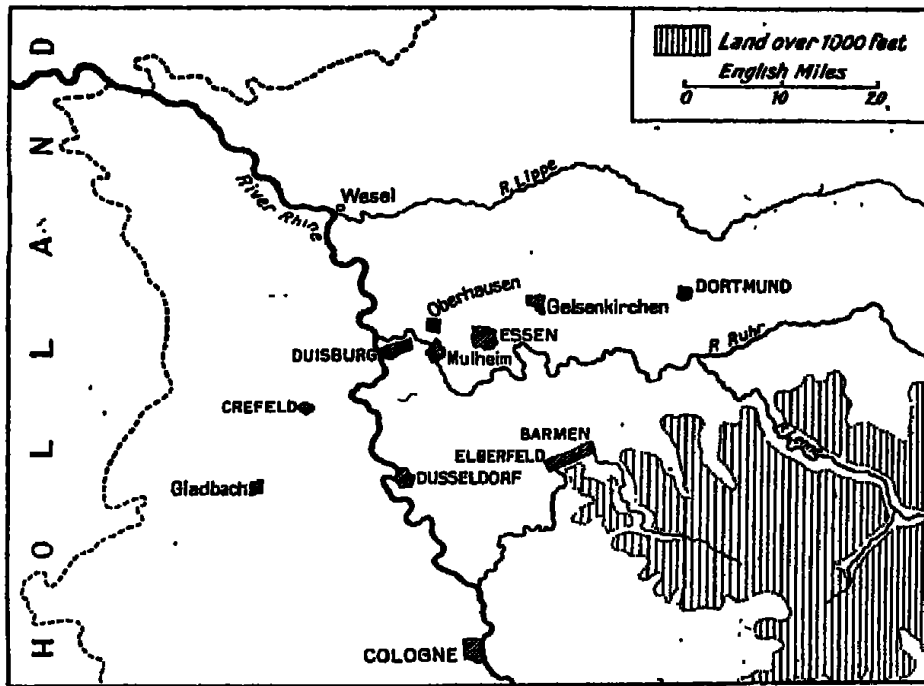 Land over 1000 feet
English Miles
0 10 20
HOLLAND
River Rhine
Wesel
R. Lippe
Oberhausen
Gelsenkirchen
DORTMUND
DUISBURG
Mulheim
ESSEN
R. Ruhr
CREFELD
BARMEN
ELBERFELD
Gladbach
DUSSELDORF
COLOGNE